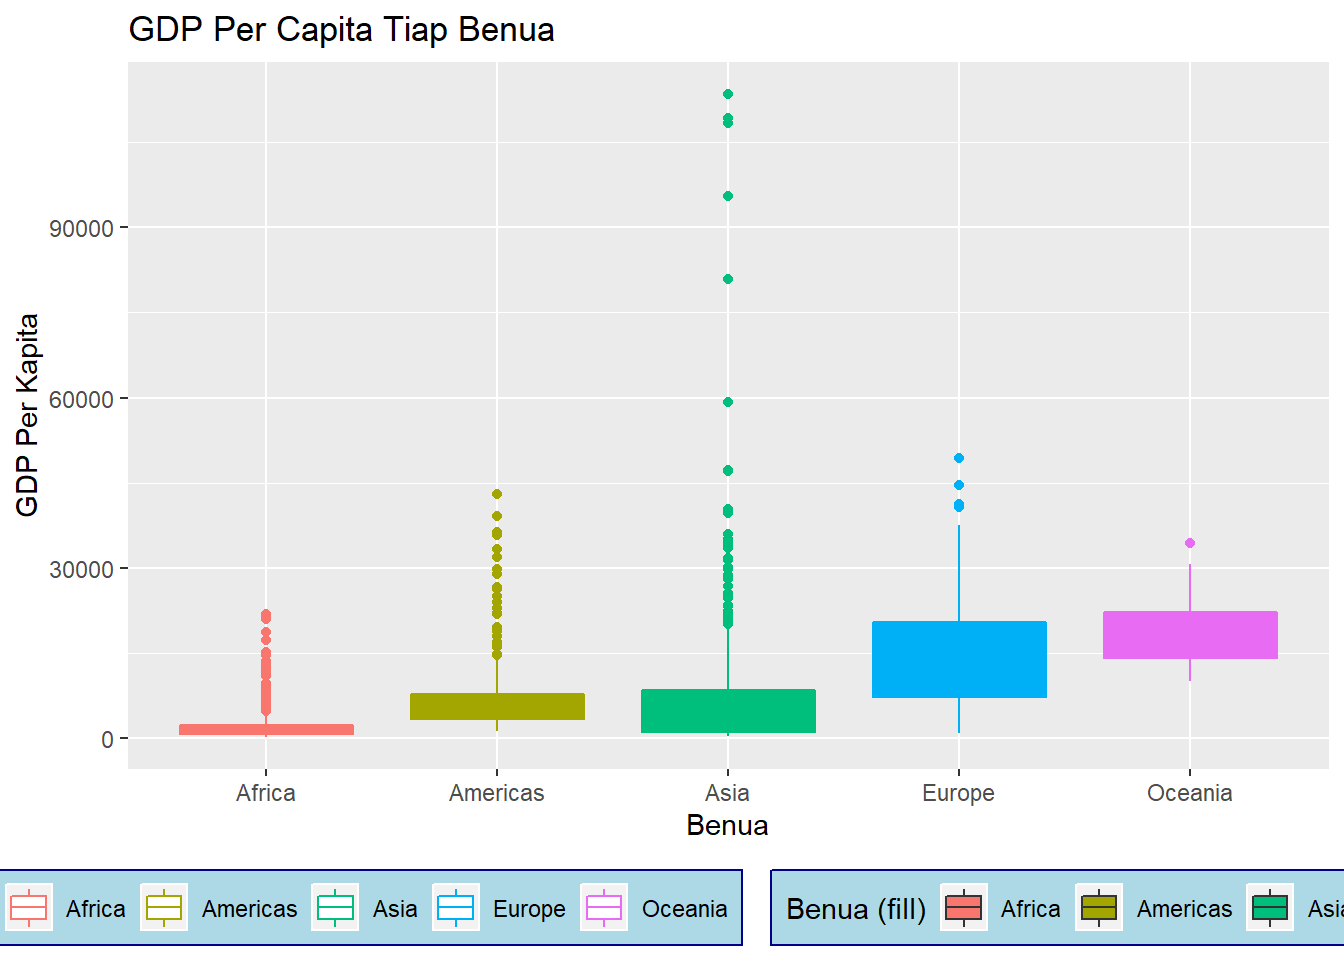 GDP Per Capita Tiap Benua
GDP Per Kapita
90000
60000
30000
0
Africa Americas Asia Europe Oceania
Benua
Africa Americas Asia Europe Oceania Benua (fill) Africa Americas Asia